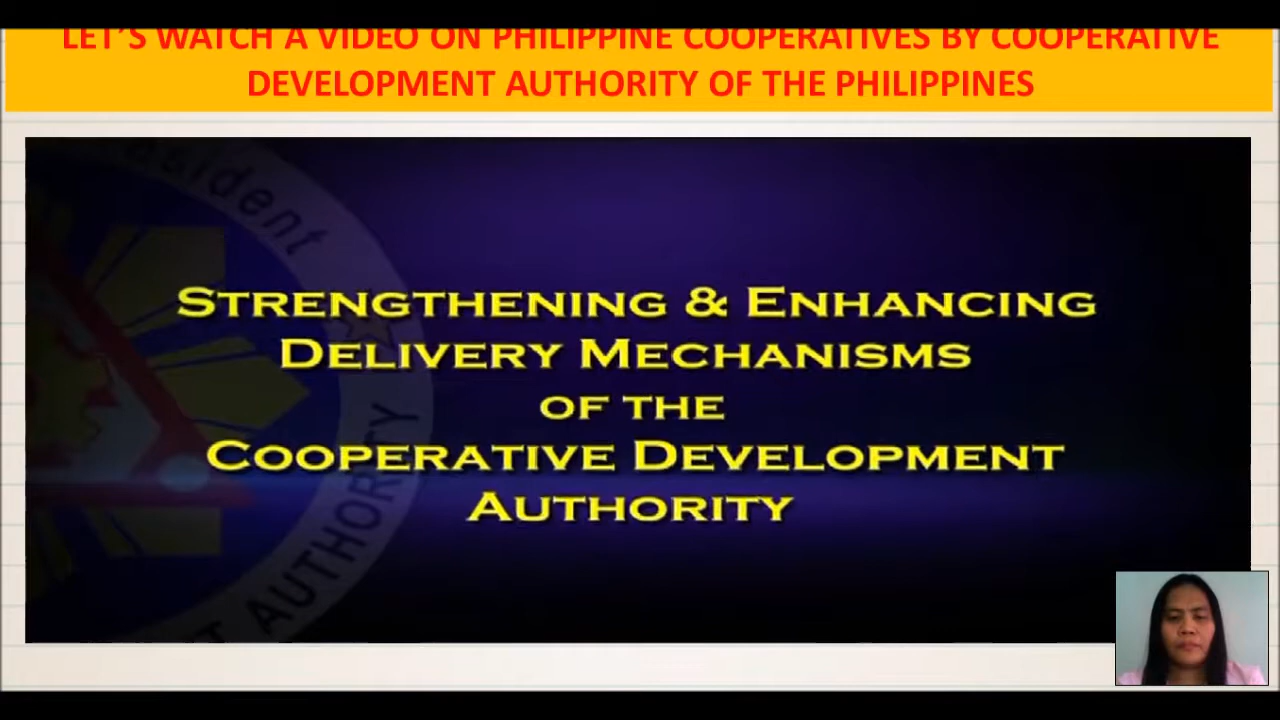 LET'S WATCH A VIDEO ON PHILIPPINE COOPERATIVES BY COOPERATIVE
DEVELOPMENT AUTHORITY OF THE PHILIPPINES
STRENGTHENING & ENHANCING
DELIVERY MECHANISMS
OF THE
COOPERATIVE DEVELOPMENT
AUTHORITY
AUTHORITY